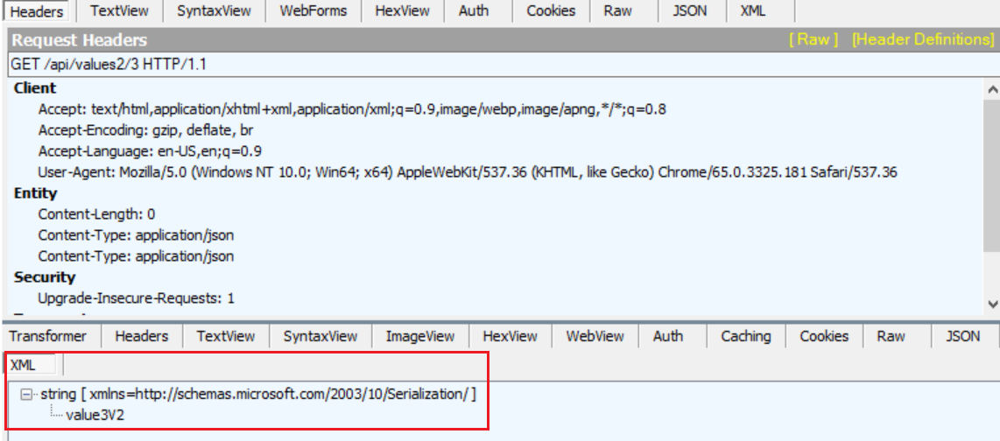 Headers TextView SyntaxView WebForms HexView Auth Cookies Raw JSON XML
Request Headers [ Raw ] [Header Definitions]
GET /api/values2/3 HTTP/1.1
Client
Accept: text/html,application/xhtml+xml,application/xml;q=0.9,image/webp,image/apng,*/*;q=0.8
Accept-Encoding: gzip, deflate, br
Accept-Language: en-US,en;q=0.9
User-Agent: Mozilla/5.0 (Windows NT 10.0; Win64; x64) AppleWebKit/537.36 (KHTML, like Gecko) Chrome/65.0.3325.181 Safari/537.36
Entity
Content-Length: 0
Content-Type: application/json
Content-Type: application/json
Security
Upgrade-Insecure-Requests: 1
Transformer Headers TextView SyntaxView ImageView HexView WebView Auth Caching Cookies Raw JSON
XML
string [ xmlns=http://schemas.microsoft.com/2003/10/Serialization/ ]
value3V2